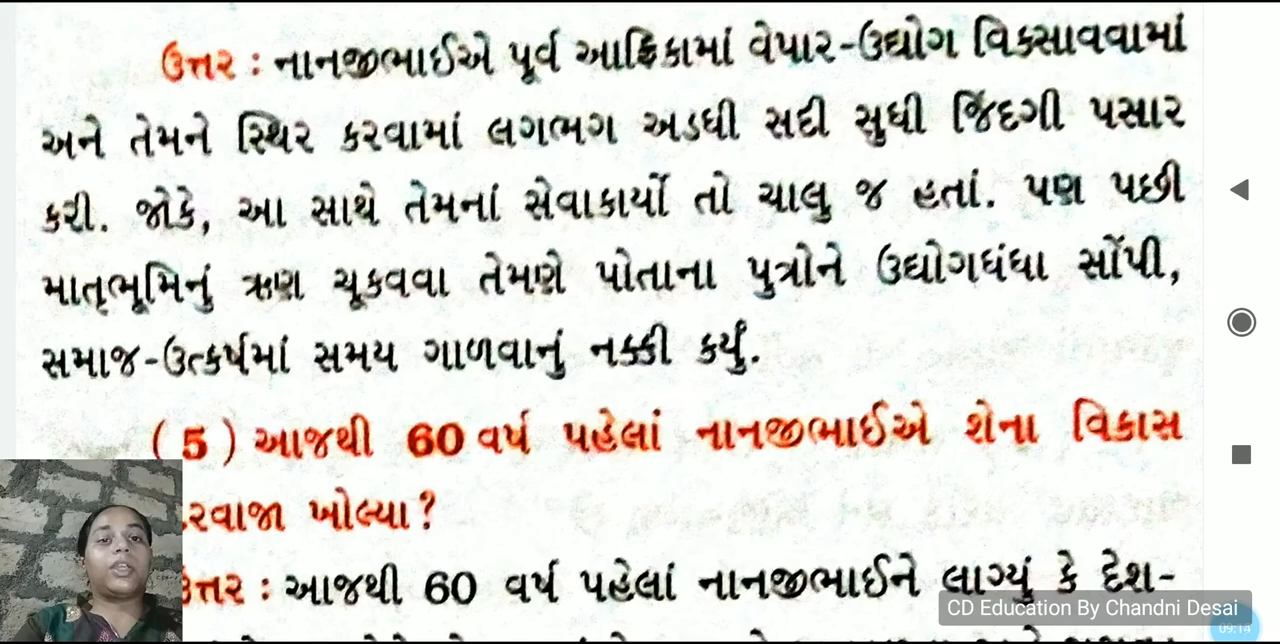 ઉત્તર : નાનજીભાઈએ પૂર્વ આફ્રિકામાં વેપાર-ઉદ્યોગ વિકસાવવામાં
અને તેમને સ્થિર કરવામાં લગભગ અડધી સદી સુધી જિંદગી પસાર
કરી. જોકે, આ સાથે તેમનાં સેવાકાર્યો તો ચાલુ જ હતાં. પણ પછી
માતૃભૂમિનું ઋણ ચૂકવવા તેમણે પોતાના પુત્રોને ઉદ્યોગધંધા સોંપી,
સમાજ-ઉત્કર્ષમાં સમય ગાળવાનું નક્કી કર્યું.
( 5 ) આજથી 60 વર્ષ પહેલાં નાનજીભાઈએ શેના વિકાસ
રવાજા ખોલ્યા?
ત્તર : આજથી 60 વર્ષ પહેલાં નાનજીભાઈને લાગ્યું કે દેશ-
CD Education By Chandni Desai
09:14